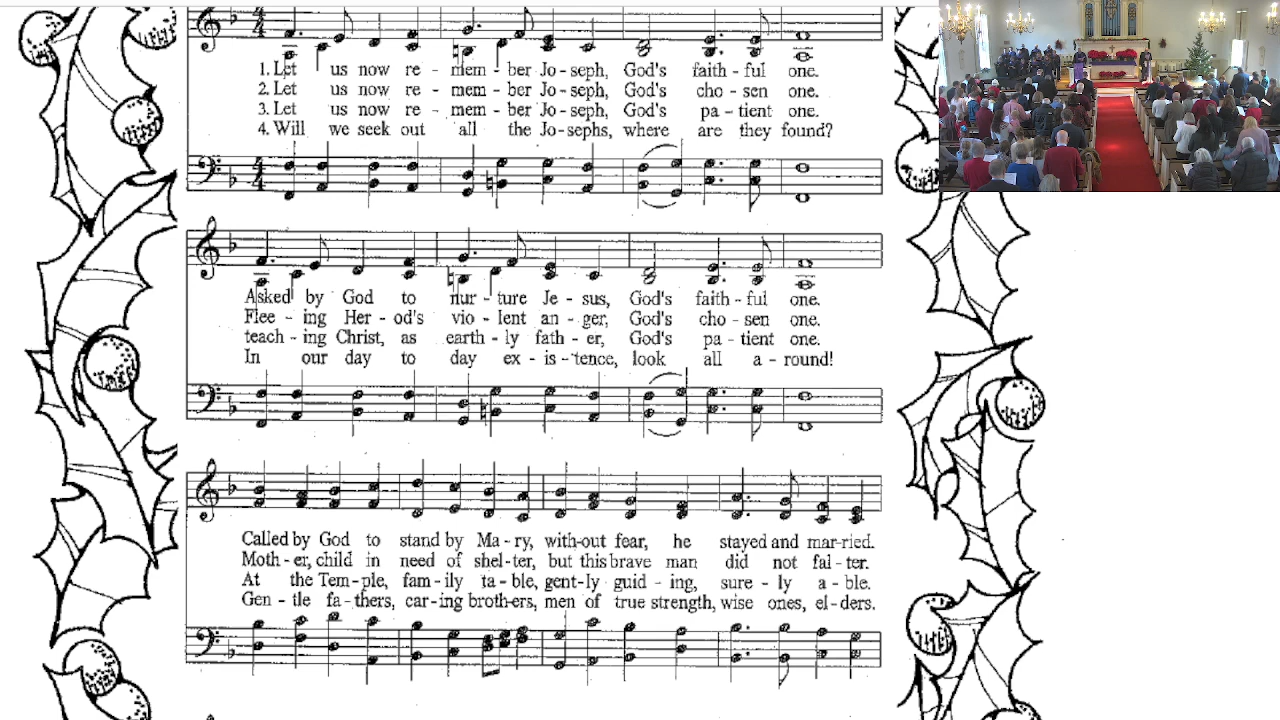 1. Let us now re - mem - ber Jo - seph, God's faith - ful one.
2. Let us now re - mem - ber Jo - seph, God's cho - sen one.
3. Let us now re - mem - ber Jo - seph, God's pa - tient one.
4. Will we seek out all the Jo - sephs, where are they found?
Asked by God to nur - ture Je - sus, God's faith - ful one.
Flee - ing Her - od's vio - lent an - ger, God's cho - sen one.
teach - ing Christ, as earth - ly fath - er, God's pa - tient one.
In our day to day ex - is - tence, look all a - round!
Called by God to stand by Ma - ry, with-out fear, he stayed and mar-ried.
Moth - er, child in need of shel - ter, but this brave man did not fal - ter.
At the Tem - ple, fam - ily ta - ble, gent - ly guid - ing, sure - ly a - ble.
Gen - tle fa - thers, car - ing broth-ers, men of true strength, wise ones, el - ders.